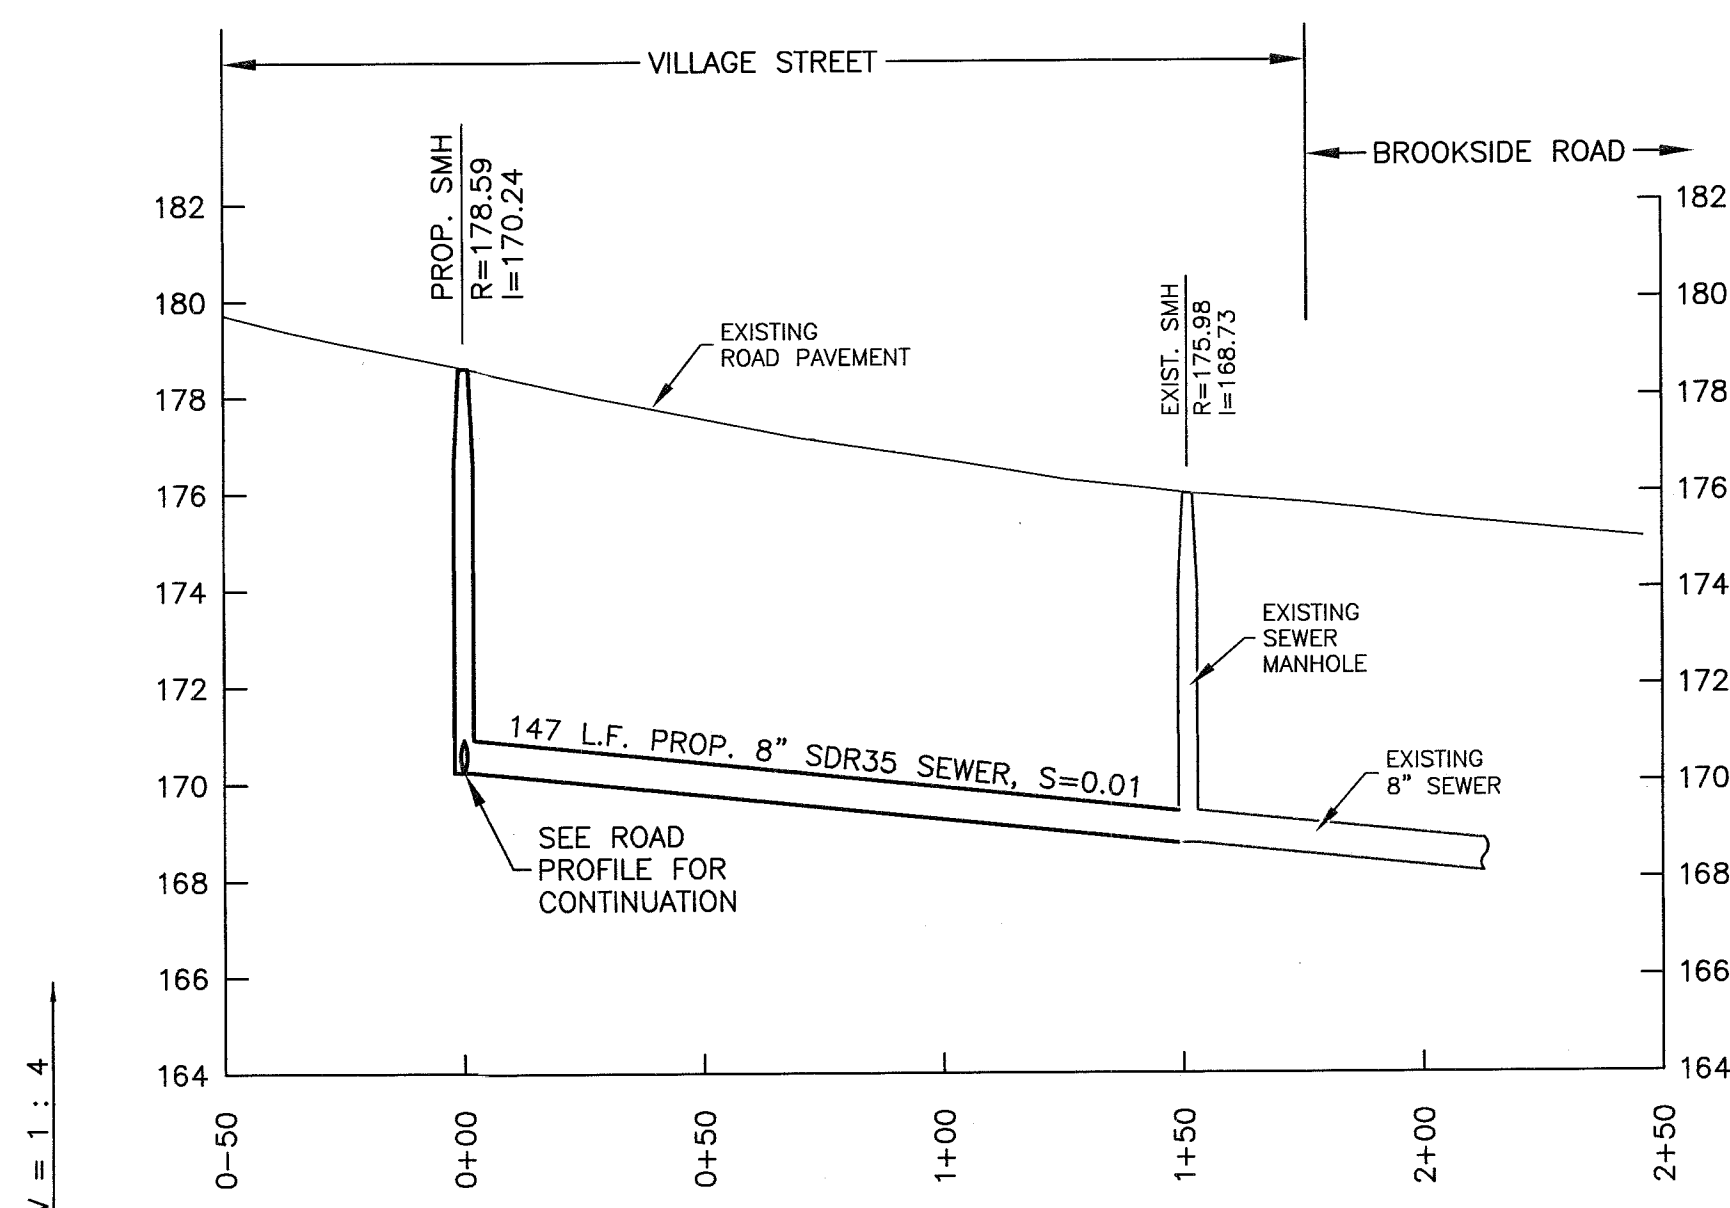 VILLAGE STREET
BROOKSIDE ROAD
PROP. SMH
R=178.59
I=170.24
EXIST. SMH
R=175.98
I=168.73
EXISTING
ROAD PAVEMENT
EXISTING
SEWER
MANHOLE
147 L.F. PROP. 8" SDR35 SEWER, S=0.01
EXISTING
8" SEWER
SEE ROAD
PROFILE FOR
CONTINUATION
182
180
178
176
174
172
170
168
166
164
182
180
178
176
174
172
170
168
166
164
0-50
0+00
0+50
1+00
1+50
2+00
2+50
= 1 : 4